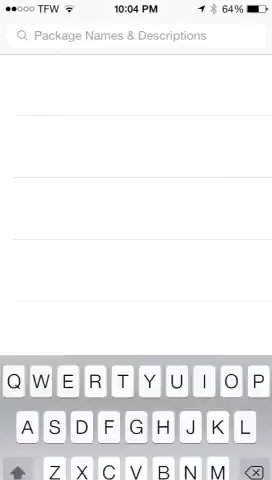 TFW 10:04 PM 64%
Package Names & Descriptions
Q W E R T Y U I O P
A S D F G H J K L
Z X C V B N M